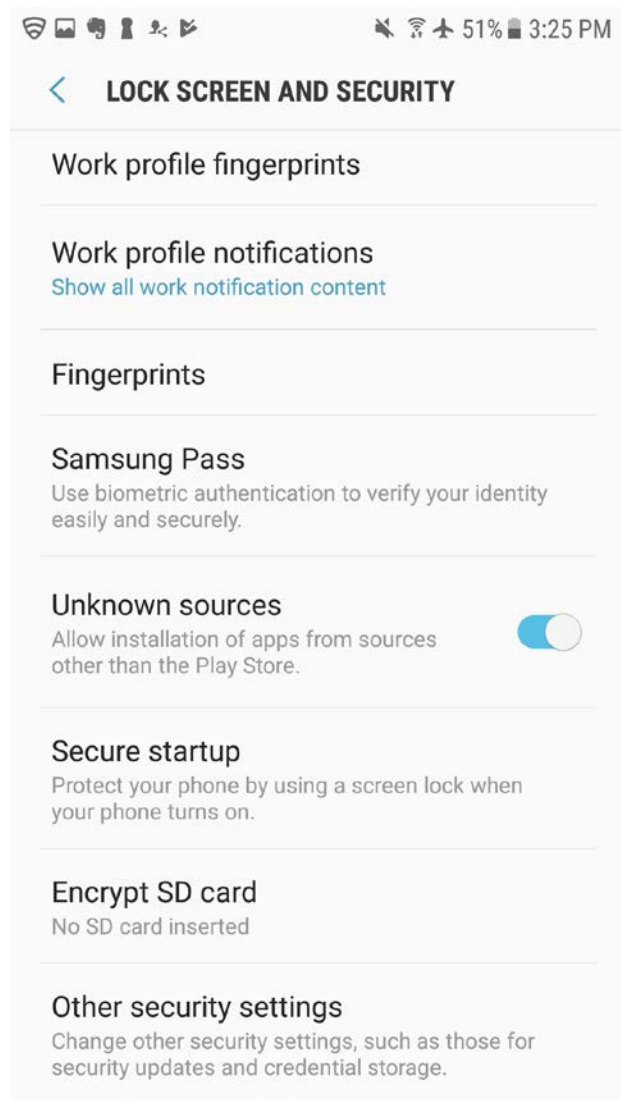 51% 3:25 PM
LOCK SCREEN AND SECURITY
Work profile fingerprints
Work profile notifications
Show all work notification content
Fingerprints
Samsung Pass
Use biometric authentication to verify your identity
easily and securely.
Unknown sources
Allow installation of apps from sources
other than the Play Store.
Secure startup
Protect your phone by using a screen lock when
your phone turns on.
Encrypt SD card
No SD card inserted
Other security settings
Change other security settings, such as those for
security updates and credential storage.